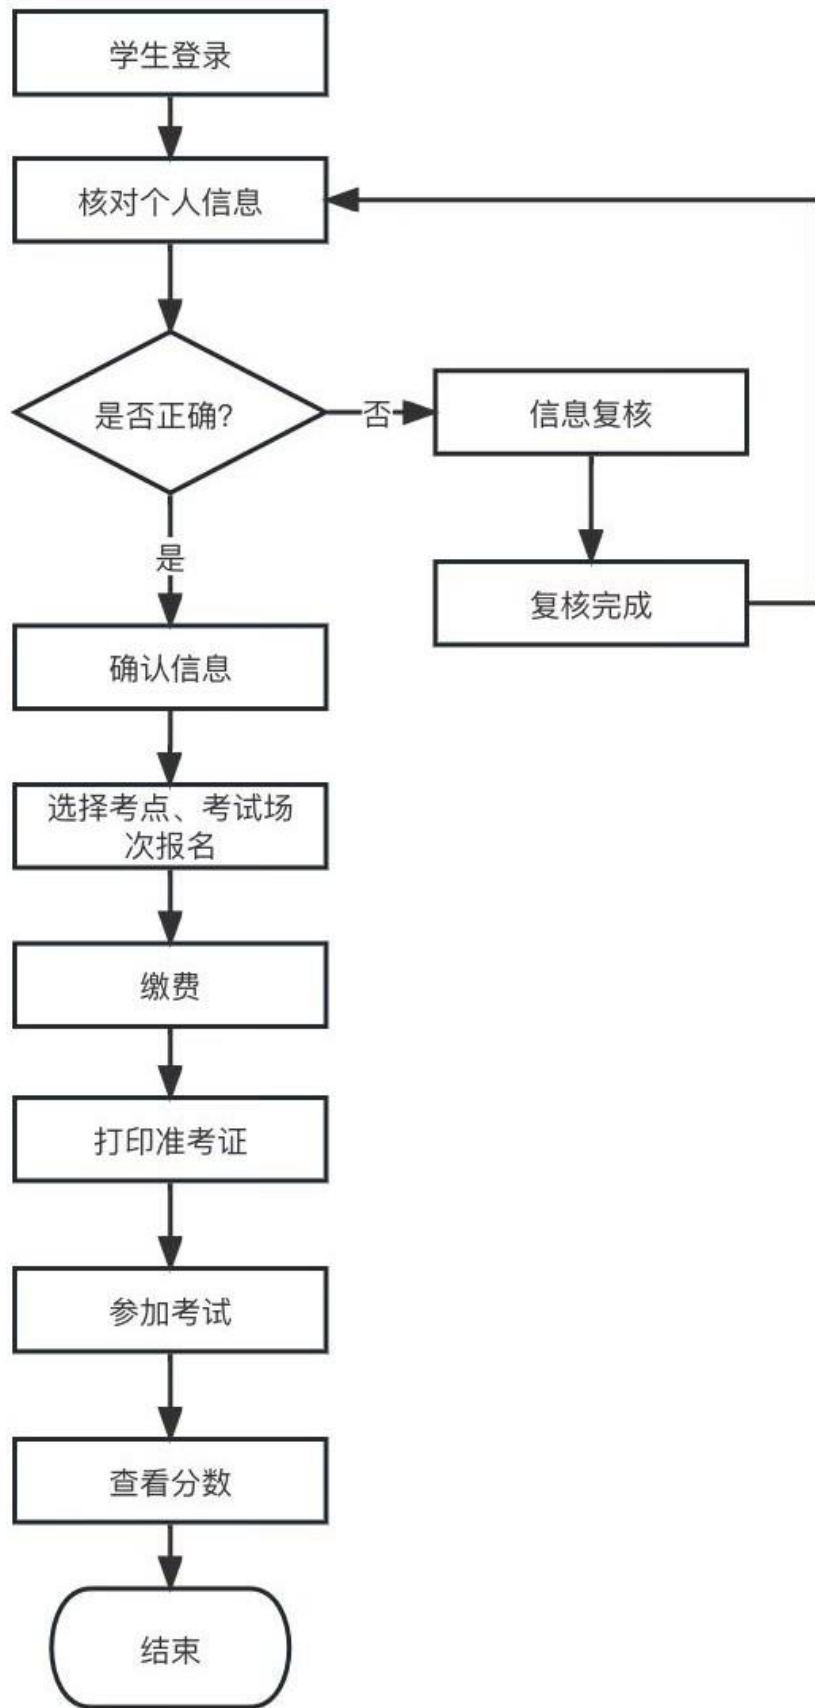 学生登录
核对个人信息
是否正确?
否
信息复核
是
复核完成
确认信息
选择考点、考试场
次报名
缴费
打印准考证
参加考试
查看分数
结束